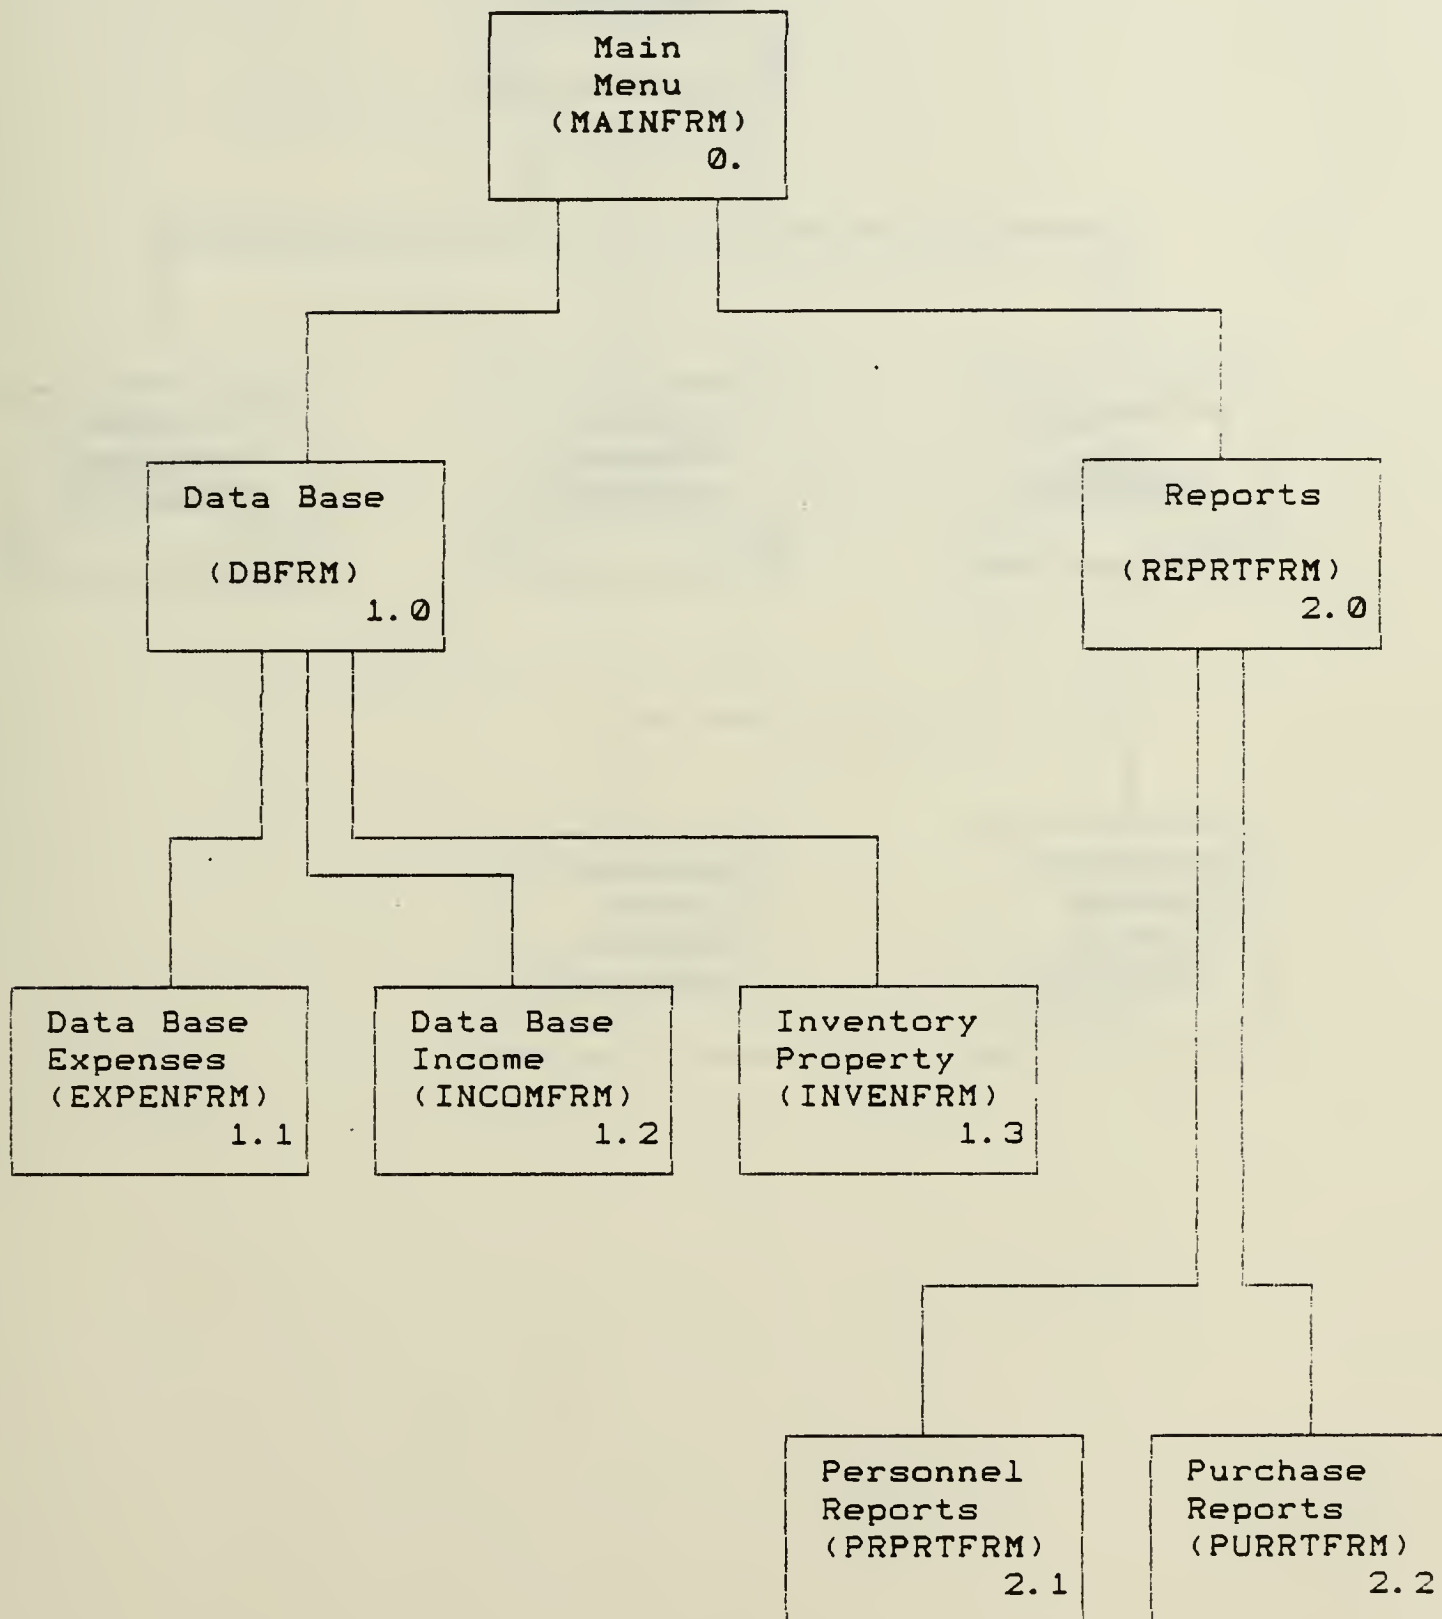 Main
Menu
(MAINFRM)
0.
Data Base
(DBFRM)
1.0
Reports
(REPRTFRM)
2.0
Data Base
Expenses
(EXPENFRM)
1.1
Data Base
Income
(INCOMFRM)
1.2
Inventory
Property
(INVENFRM)
1.3
Personnel
Reports
(PRPRTFRM)
2.1
Purchase
Reports
(PURRTFRM)
2.2